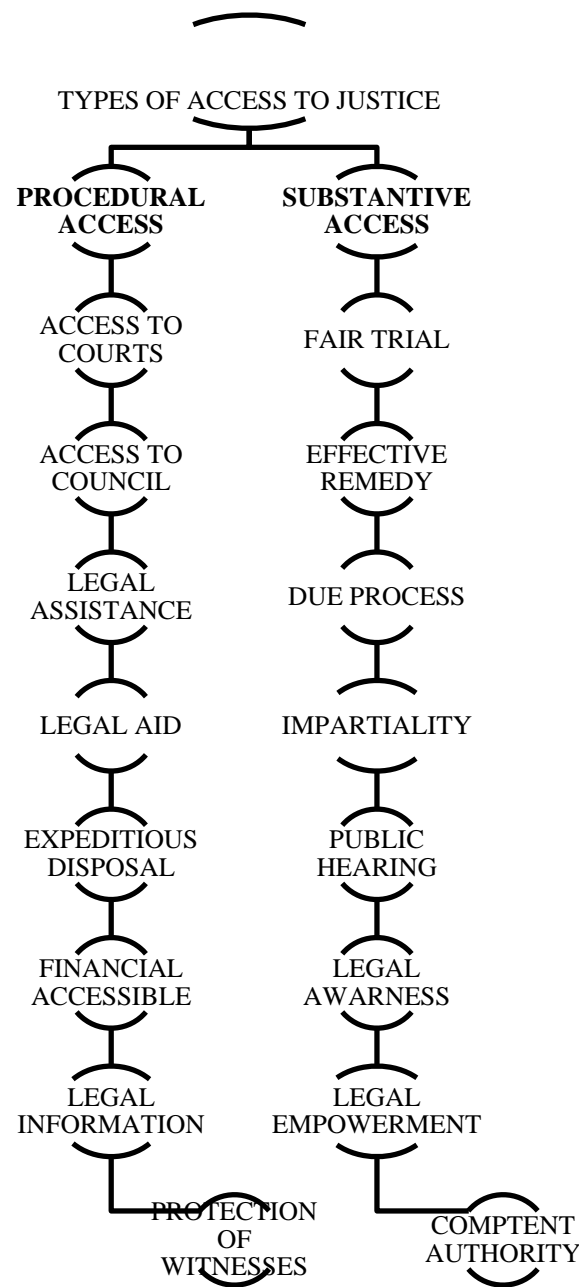 TYPES OF ACCESS TO JUSTICE
PROCEDURAL
ACCESS
ACCESS TO
COURTS
ACCESS TO
COUNCIL
LEGAL
ASSISTANCE
LEGAL AID
EXPEDITIOUS
DISPOSAL
FINANCIAL
ACCESSIBLE
LEGAL
INFORMATION
PROTECTION
OF
WITNESSES
SUBSTANTIVE
ACCESS
FAIR TRIAL
EFFECTIVE
REMEDY
DUE PROCESS
IMPARTIALITY
PUBLIC
HEARING
LEGAL
AWARNESS
LEGAL
EMPOWERMENT
COMPTENT
AUTHORITY